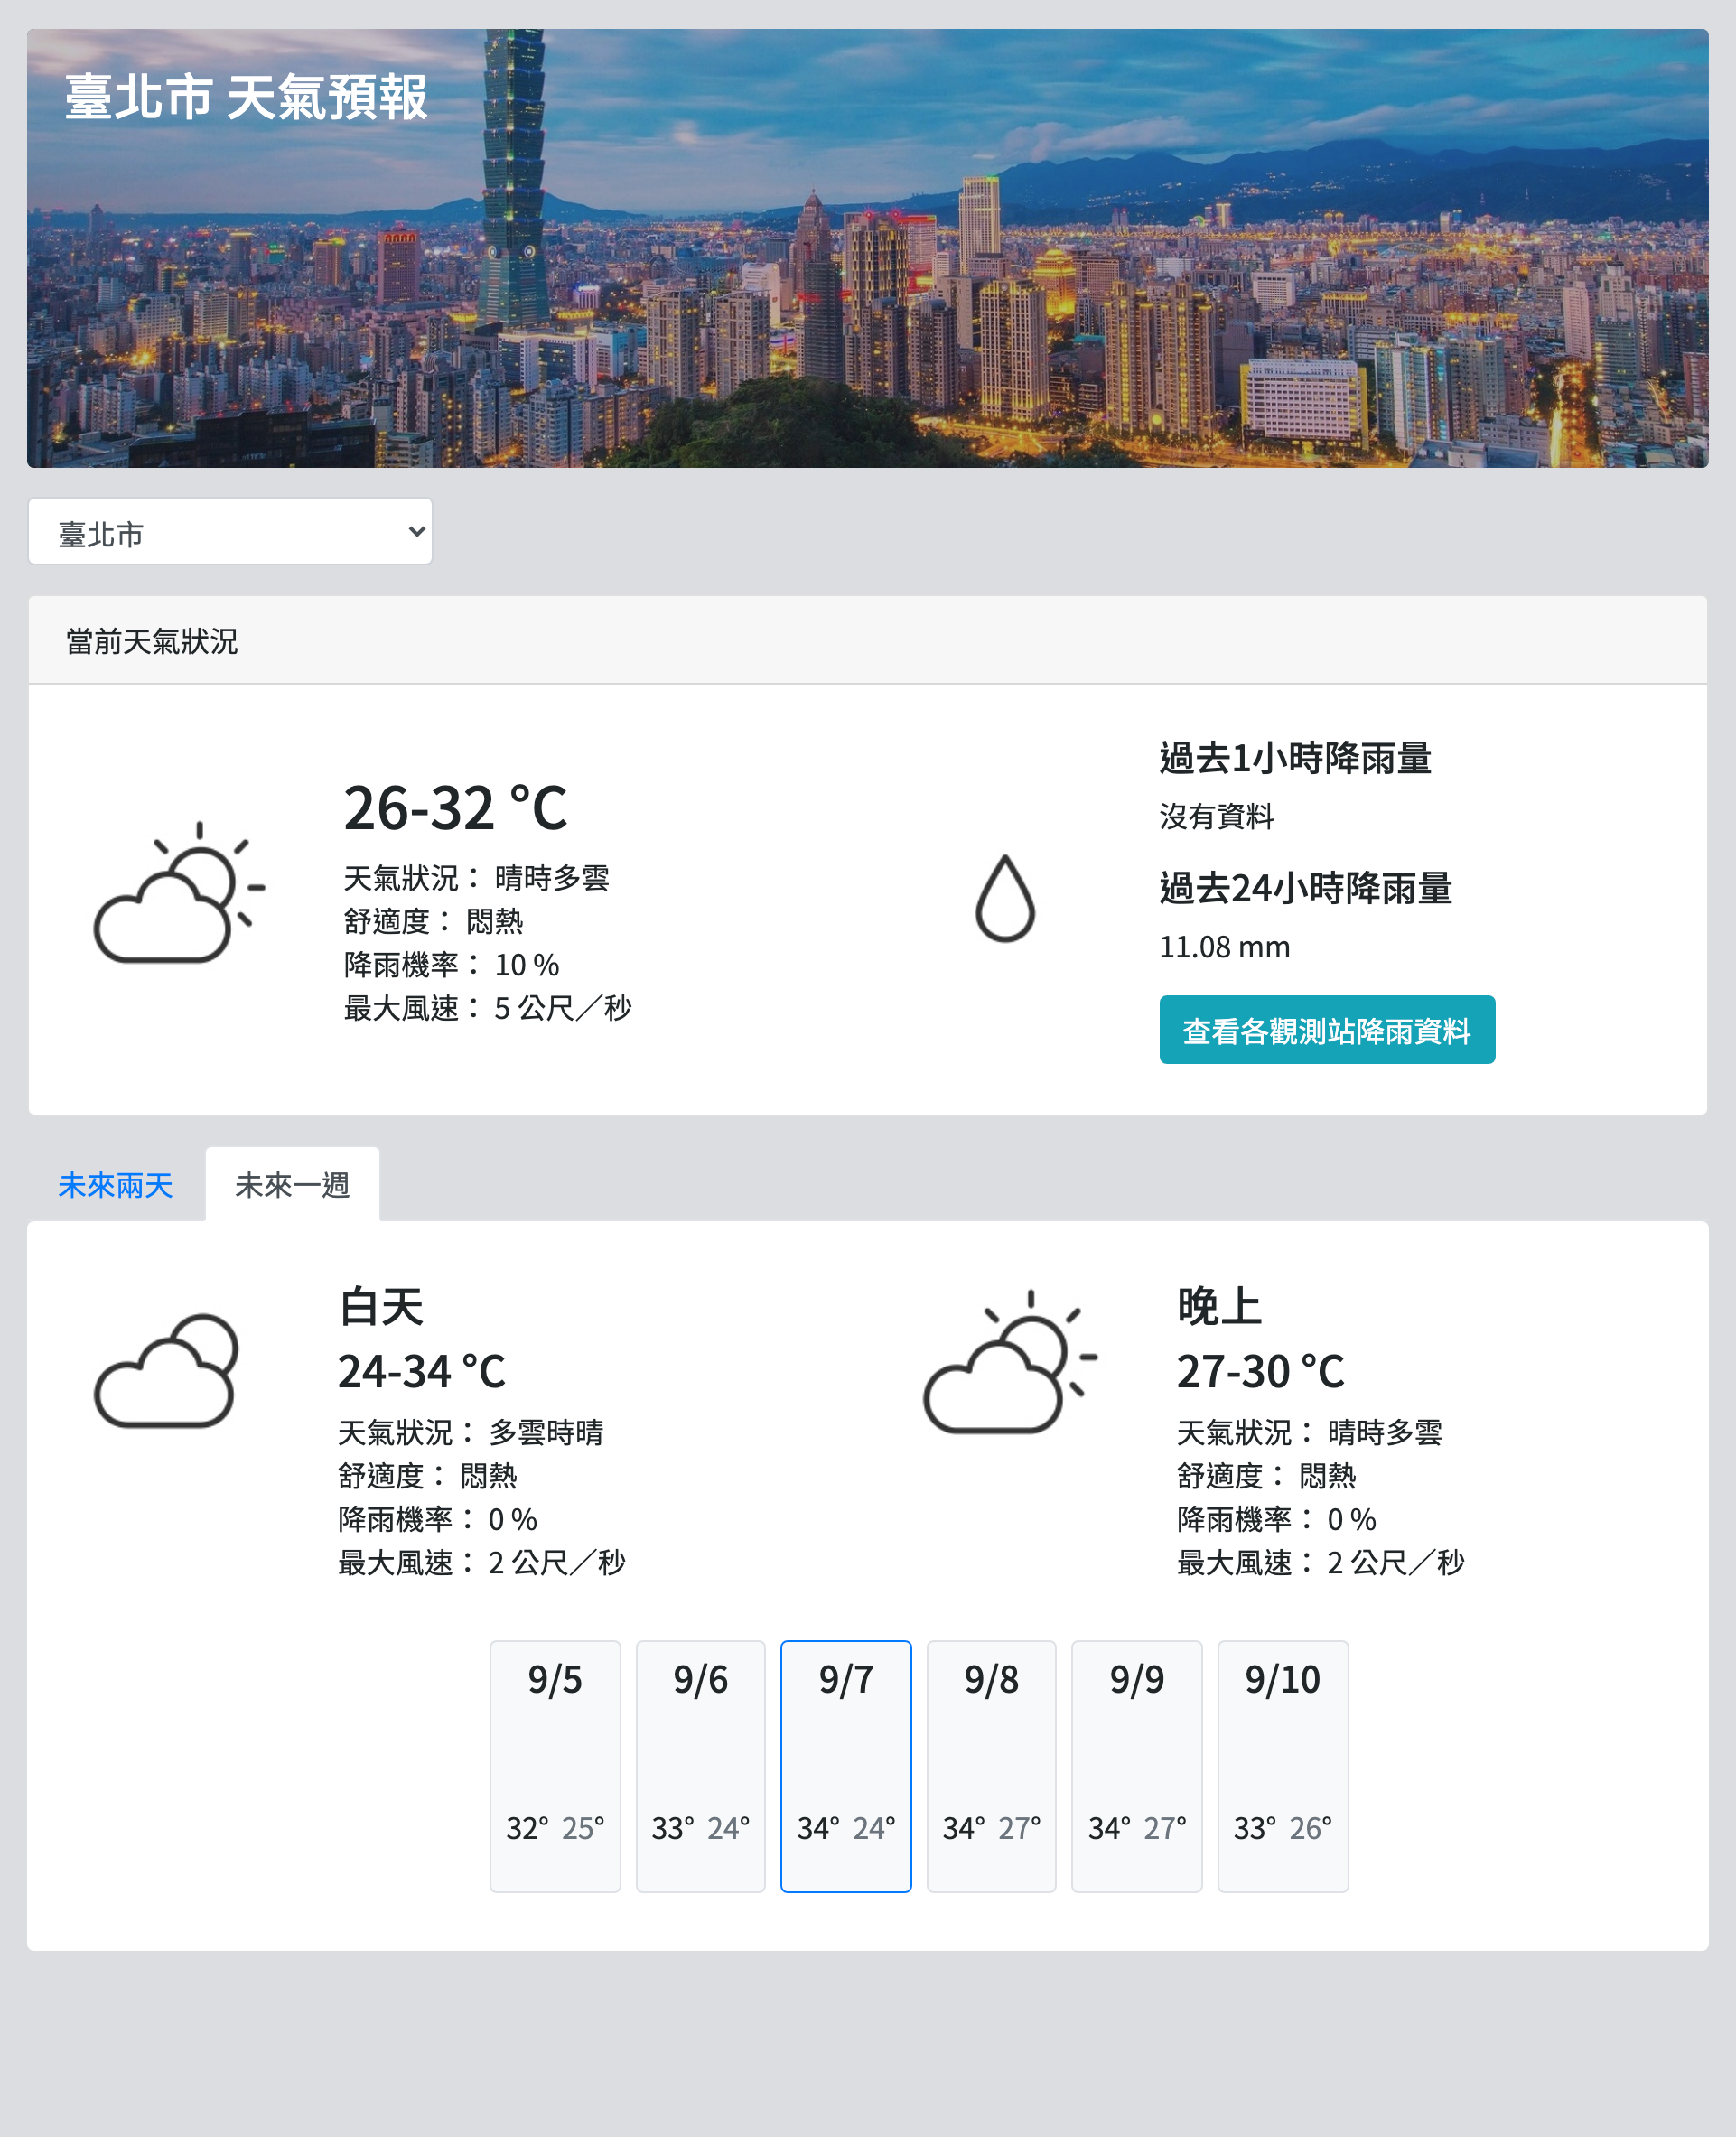 臺北市 天氣預報
臺北市
當前天氣狀況
26-32 °C
天氣狀況： 晴時多雲
舒適度： 悶熱
降雨機率： 10 %
最大風速： 5 公尺／秒
過去1小時降雨量
沒有資料
過去24小時降雨量
11.08 mm
查看各觀測站降雨資料
未來兩天
未來一週
白天
24-34 °C
天氣狀況： 多雲時晴
舒適度： 悶熱
降雨機率： 0 %
最大風速： 2 公尺／秒
晚上
27-30 °C
天氣狀況： 晴時多雲
舒適度： 悶熱
降雨機率： 0 %
最大風速： 2 公尺／秒
9/5
32° 25°
9/6
33° 24°
9/7
34° 24°
9/8
34° 27°
9/9
34° 27°
9/10
33° 26°